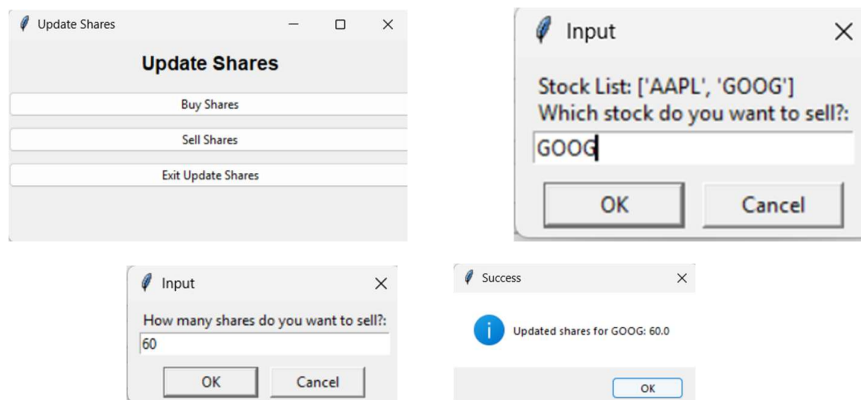 Update Shares
Update Shares
Buy Shares
Sell Shares
Exit Update Shares
Input
Stock List: ['AAPL', 'GOOG']
Which stock do you want to sell?:
GOOG
OK Cancel
Input
How many shares do you want to sell?:
60
OK Cancel
Success
Updated shares for GOOG: 60.0
OK